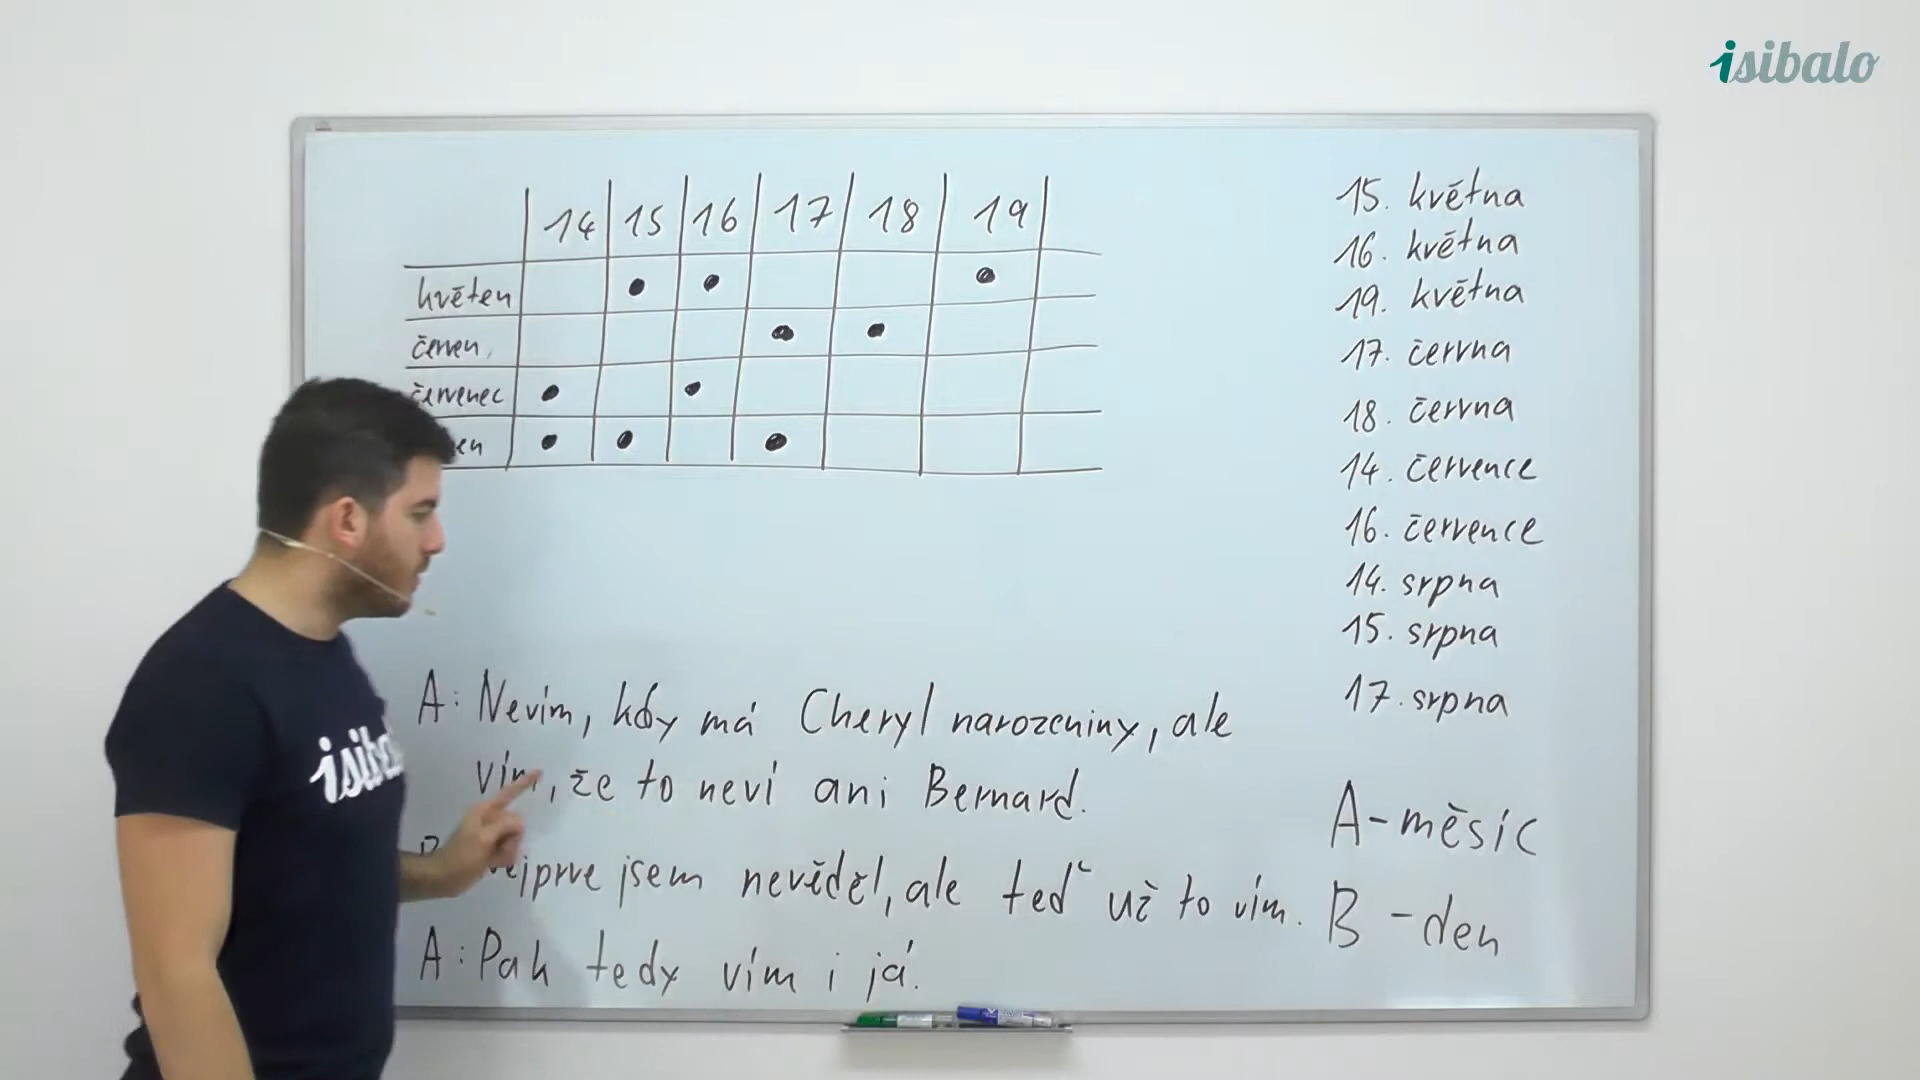 isibalo
14 15 16 17 18 19
květen
červen
červenec
15. května
16. května
19. května
17. června
18. června
14. července
16. července
14. srpna
15. srpna
17. srpna
A: Nevím, kdy má Cheryl narozeniny, ale
vím, že to neví ani Bernard.
jsem nevěděl, ale teď už to vím.
A: Pak tedy vím i já.
A - měsíc
B - den